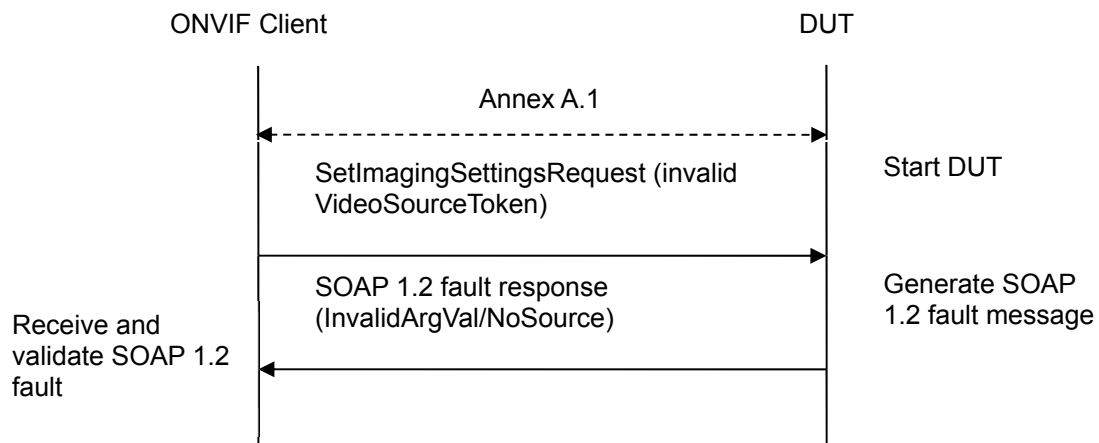 ONVIF Client
DUT
Annex A.1
SetImagingSettingsRequest (invalid
VideoSourceToken)
Start DUT
SOAP 1.2 fault response
(InvalidArgVal/NoSource)
Generate SOAP
1.2 fault message
Receive and
validate SOAP 1.2
fault